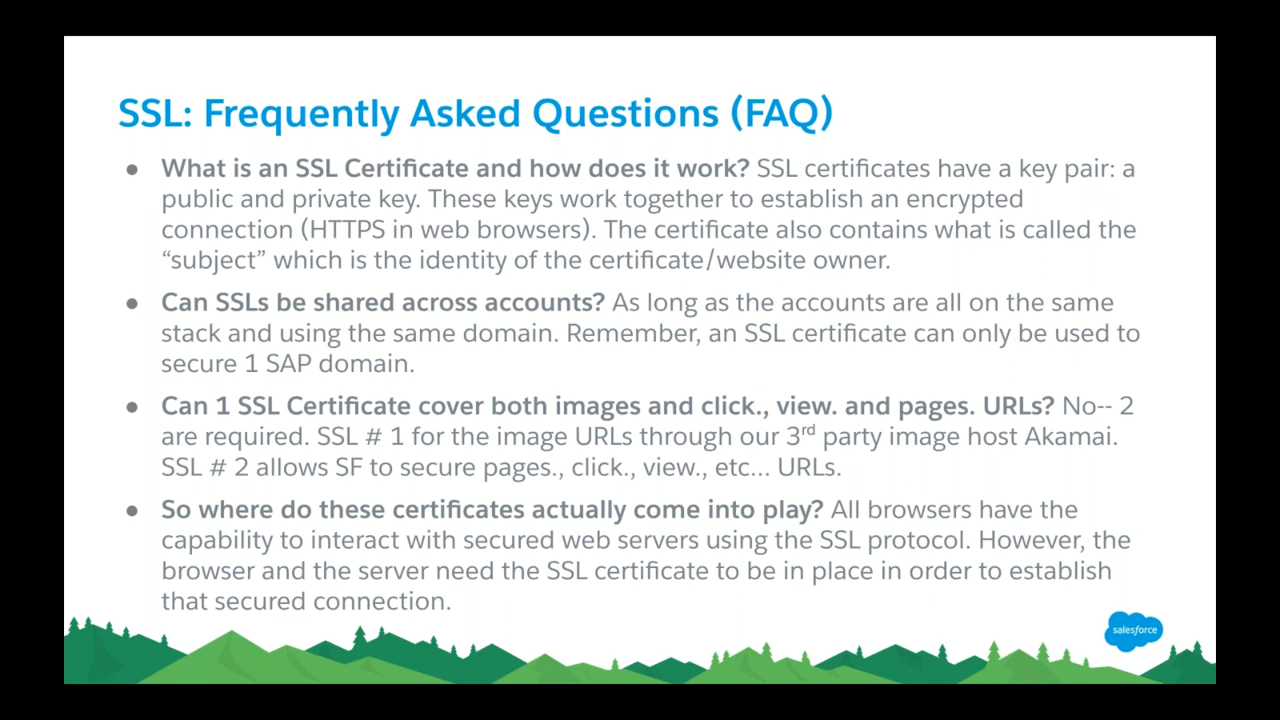 SSL: Frequently Asked Questions (FAQ)
● What is an SSL Certificate and how does it work? SSL certificates have a key pair: a
public and private key. These keys work together to establish an encrypted
connection (HTTPS in web browsers). The certificate also contains what is called the
“subject” which is the identity of the certificate/website owner.
● Can SSLs be shared across accounts? As long as the accounts are all on the same
stack and using the same domain. Remember, an SSL certificate can only be used to
secure 1 SAP domain.
● Can 1 SSL Certificate cover both images and click., view. and pages. URLs? No-- 2
are required. SSL # 1 for the image URLs through our 3rd party image host Akamai.
SSL # 2 allows SF to secure pages., click., view., etc... URLs.
● So where do these certificates actually come into play? All browsers have the
capability to interact with secured web servers using the SSL protocol. However, the
browser and the server need the SSL certificate to be in place in order to establish
that secured connection.
salesforce